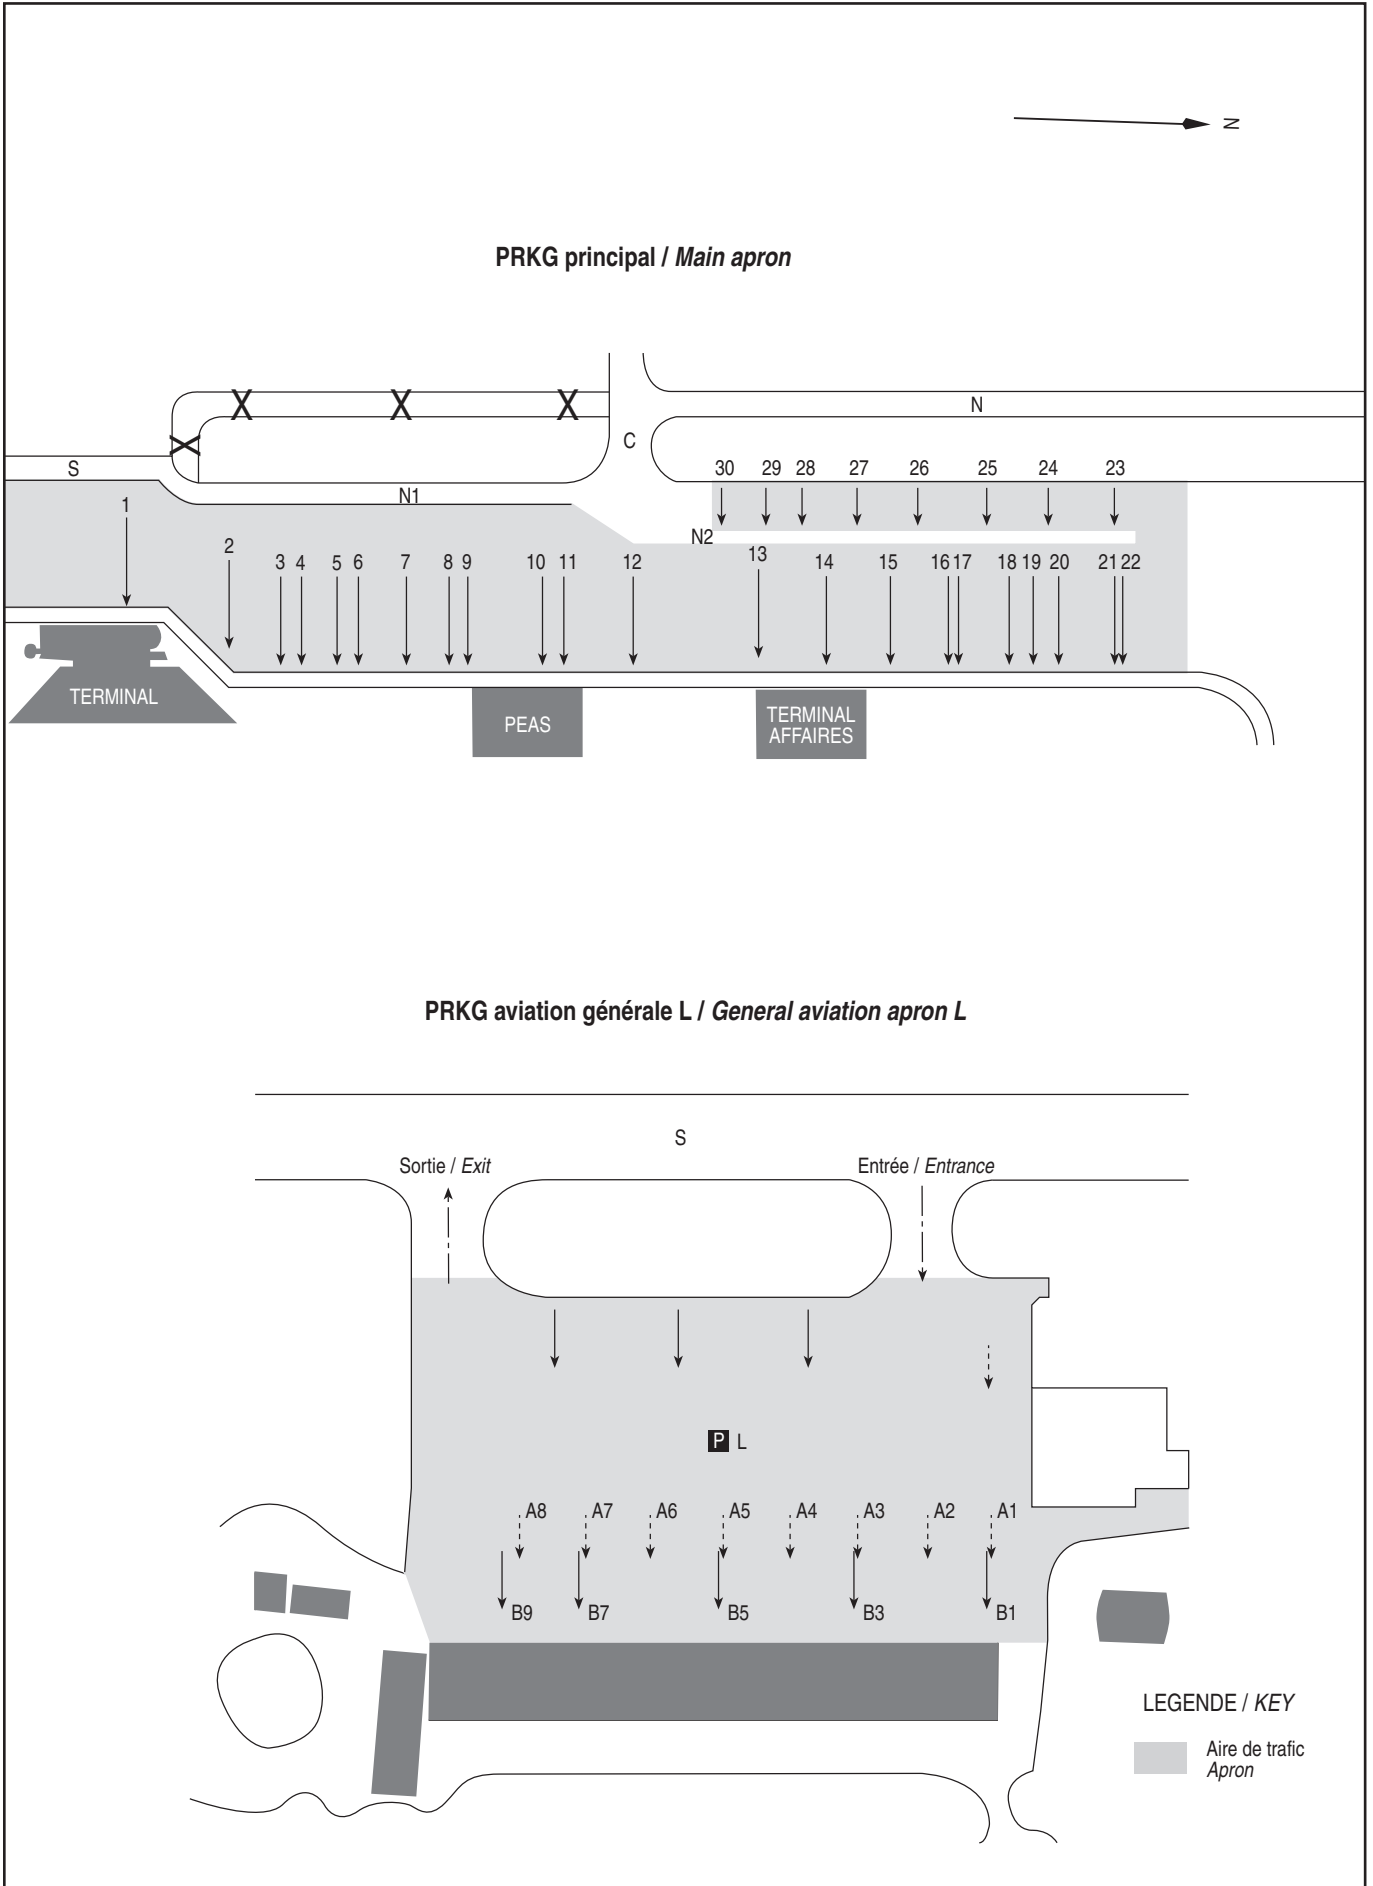 N
PRKG principal / Main apron
X X X
N
X
C
S
N1
30 29 28 27 26 25 24 23
1
N2
2
3 4 5 6 7 8 9 10 11 12 13 14 15 16 17 18 19 20 21 22
TERMINAL
PEAS
TERMINAL
AFFAIRES
PRKG aviation générale L / General aviation apron L
S
Sortie / Exit
Entrée / Entrance
P L
A8 A7 A6 A5 A4 A3 A2 A1
B9 B7 B5 B3 B1
LEGENDE / KEY
Aire de trafic
Apron